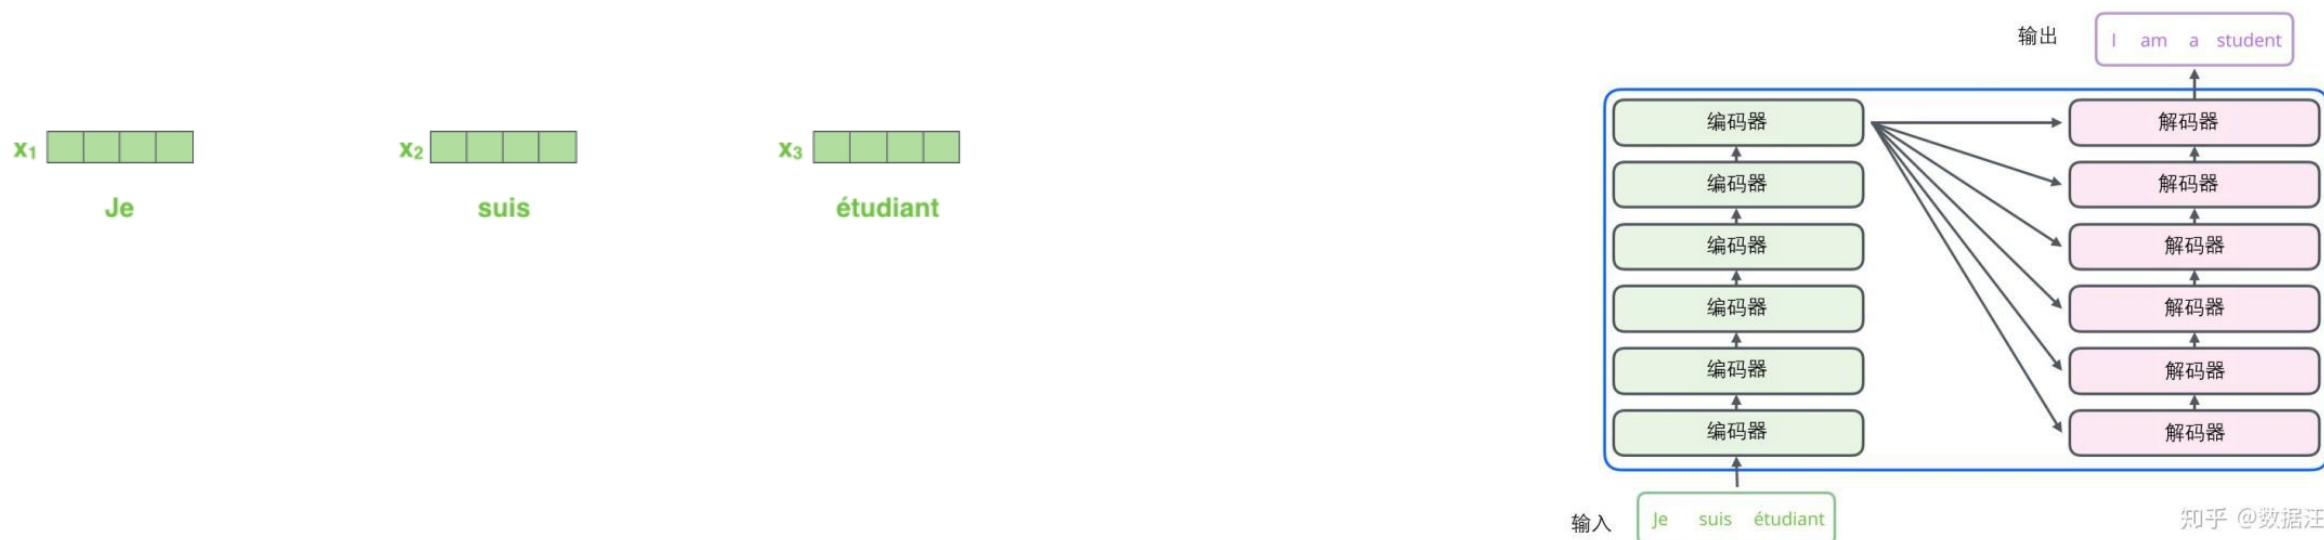 x1
Je
x2
suis
x3
étudiant
输出
I am a student
编码器
编码器
编码器
编码器
编码器
编码器
解码器
解码器
解码器
解码器
解码器
解码器
输入
Je suis étudiant
知乎 @数据汪